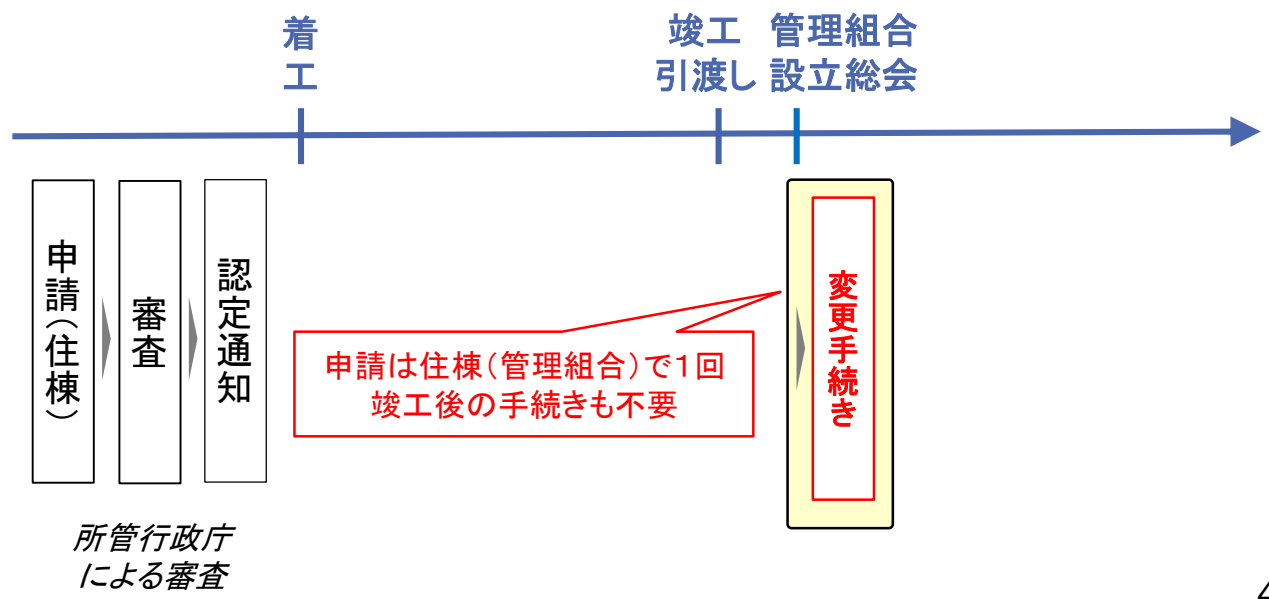 着工
竣工
引渡し
管理組合
設立総会
申請（住棟）
審査
認定通知
申請は住棟（管理組合）で１回
竣工後の手続きも不要
変更手続き
所管行政庁
による審査